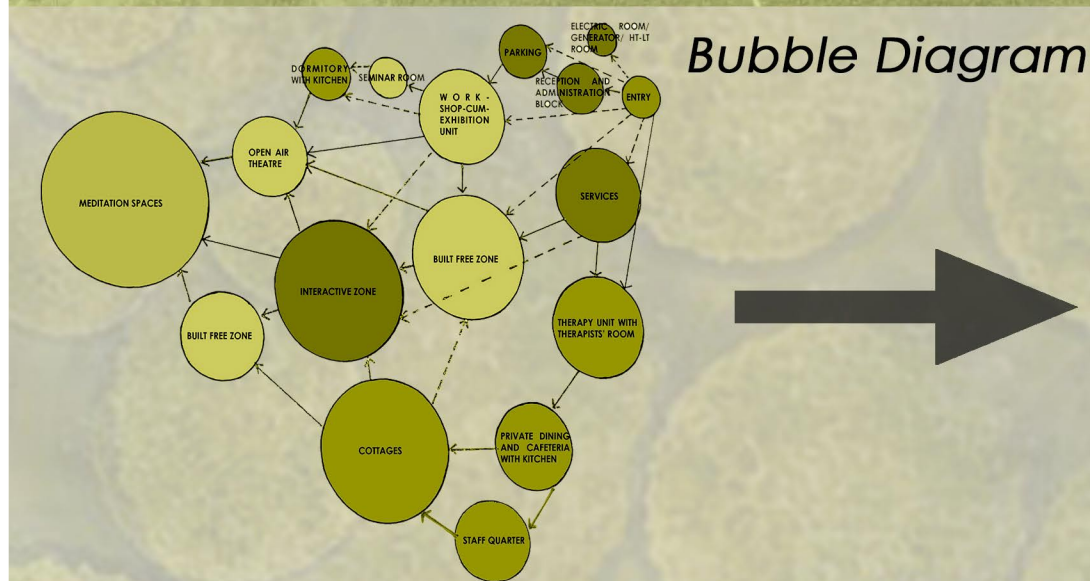 Bubble Diagram
ELECTRIC ROOM/
GENERATOR/ HT-LT
ROOM
PARKING
RECEPTION AND
ADMINISTRATION
BLOCK
ENTRY
DORMITORY
WITH KITCHEN
SEMINAR ROOM
W O R K -
SHOP-CUM-
EXHIBITION
UNIT
OPEN AIR
THEATRE
MEDITATION SPACES
SERVICES
BUILT FREE ZONE
INTERACTIVE ZONE
BUILT FREE ZONE
THERAPY UNIT WITH
THERAPISTS' ROOM
COTTAGES
PRIVATE DINING
AND CAFETERIA
WITH KITCHEN
STAFF QUARTER